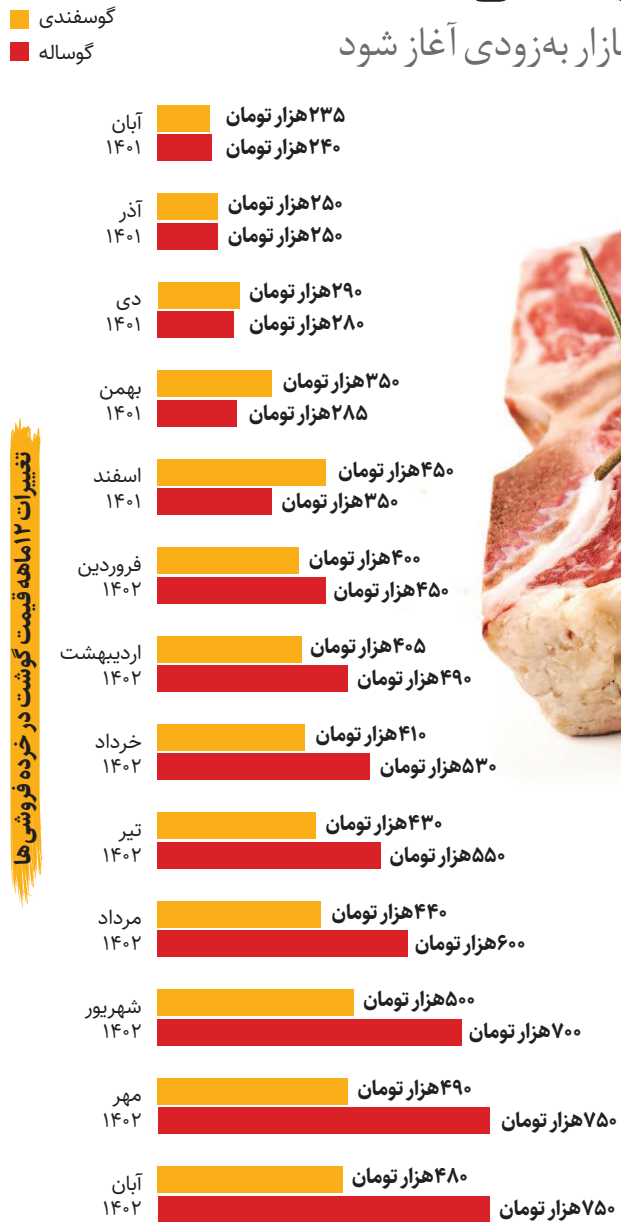 بازار به‌زودی آغاز شود
گوسفندی
گوساله
تغییرات ۱۲ماهه قیمت گوشت در خرده فروشی‌ها
آبان
۱۴۰۱
۲۳۵هزار تومان
۲۴۰هزار تومان
آذر
۱۴۰۱
۲۵۰هزار تومان
۲۵۰هزار تومان
دی
۱۴۰۱
۲۹۰هزار تومان
۲۸۰هزار تومان
بهمن
۱۴۰۱
۳۵۰هزار تومان
۲۸۵هزار تومان
اسفند
۱۴۰۱
۴۵۰هزار تومان
۳۵۰هزار تومان
فروردین
۱۴۰۲
۴۰۰هزار تومان
۴۵۰هزار تومان
اردیبهشت
۱۴۰۲
۴۰۵هزار تومان
۴۹۰هزار تومان
خرداد
۱۴۰۲
۴۱۰هزار تومان
۵۳۰هزار تومان
تیر
۱۴۰۲
۴۳۰هزار تومان
۵۵۰هزار تومان
مرداد
۱۴۰۲
۴۴۰هزار تومان
۶۰۰هزار تومان
شهریور
۱۴۰۲
۵۰۰هزار تومان
۷۰۰هزار تومان
مهر
۱۴۰۲
۴۹۰هزار تومان
۷۵۰هزار تومان
آبان
۱۴۰۲
۴۸۰هزار تومان
۷۵۰هزار تومان